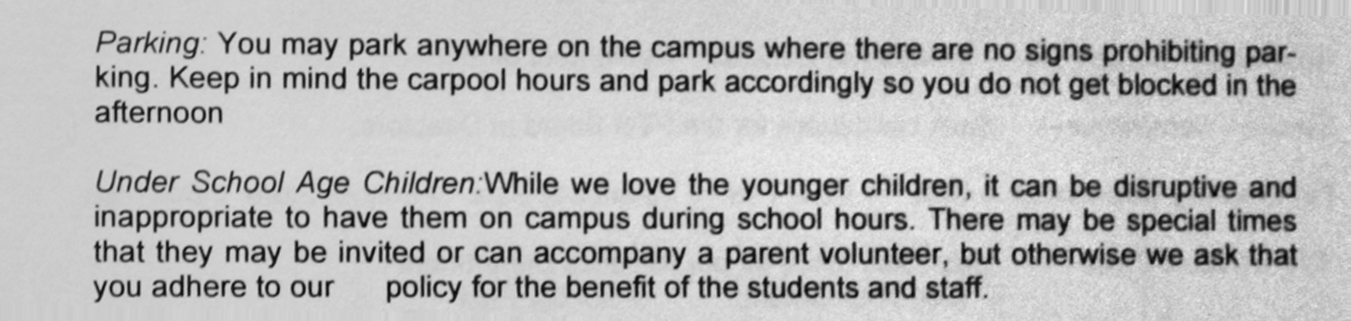 Parking: You may park anywhere on the campus where there are no signs prohibiting par-
king. Keep in mind the carpool hours and park accordingly so you do not get blocked in the
afternoon
Under School Age Children:While we love the younger children, it can be disruptive and
inappropriate to have them on campus during school hours. There may be special times
that they may be invited or can accompany a parent volunteer, but otherwise we ask that
you adhere to our policy for the benefit of the students and staff.